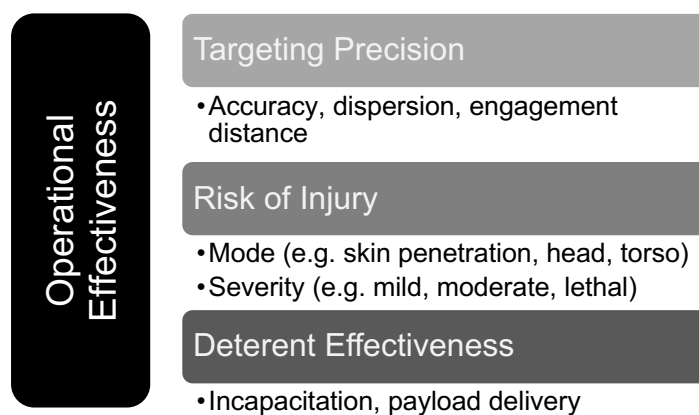 Operational
Effectiveness
Targeting Precision
•Accuracy, dispersion, engagement
distance
Risk of Injury
•Mode (e.g. skin penetration, head, torso)
•Severity (e.g. mild, moderate, lethal)
Deterent Effectiveness
•Incapacitation, payload delivery